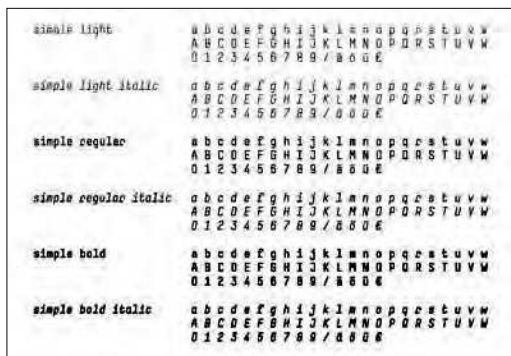 simple light a b c d e f g h i j k l m n o p q r s t u v w
A B C D E F G H I J K L M N O P Q R S T U V W
0 1 2 3 4 5 6 7 8 9 / ä ö ü €
simple light italic a b c d e f g h i j k l m n o p q r s t u v w
A B C D E F G H I J K L M N O P Q R S T U V W
0 1 2 3 4 5 6 7 8 9 / ä ö ü €
simple regular a b c d e f g h i j k l m n o p q r s t u v w
A B C D E F G H I J K L M N O P Q R S T U V W
0 1 2 3 4 5 6 7 8 9 / ä ö ü €
simple regular italic a b c d e f g h i j k l m n o p q r s t u v w
A B C D E F G H I J K L M N O P Q R S T U V W
0 1 2 3 4 5 6 7 8 9 / ä ö ü €
simple bold a b c d e f g h i j k l m n o p q r s t u v w
A B C D E F G H I J K L M N O P Q R S T U V W
0 1 2 3 4 5 6 7 8 9 / ä ö ü €
simple bold italic a b c d e f g h i j k l m n o p q r s t u v w
A B C D E F G H I J K L M N O P Q R S T U V W
0 1 2 3 4 5 6 7 8 9 / ä ö ü €